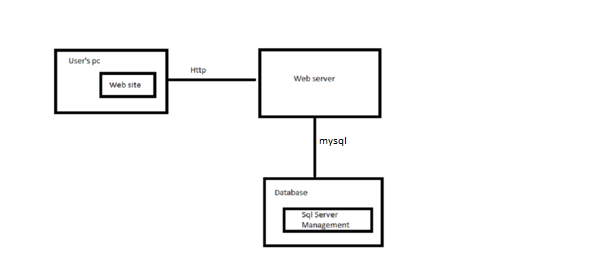 User's pc
Web site
Http
Web server
mysql
Database
Sql Server
Management